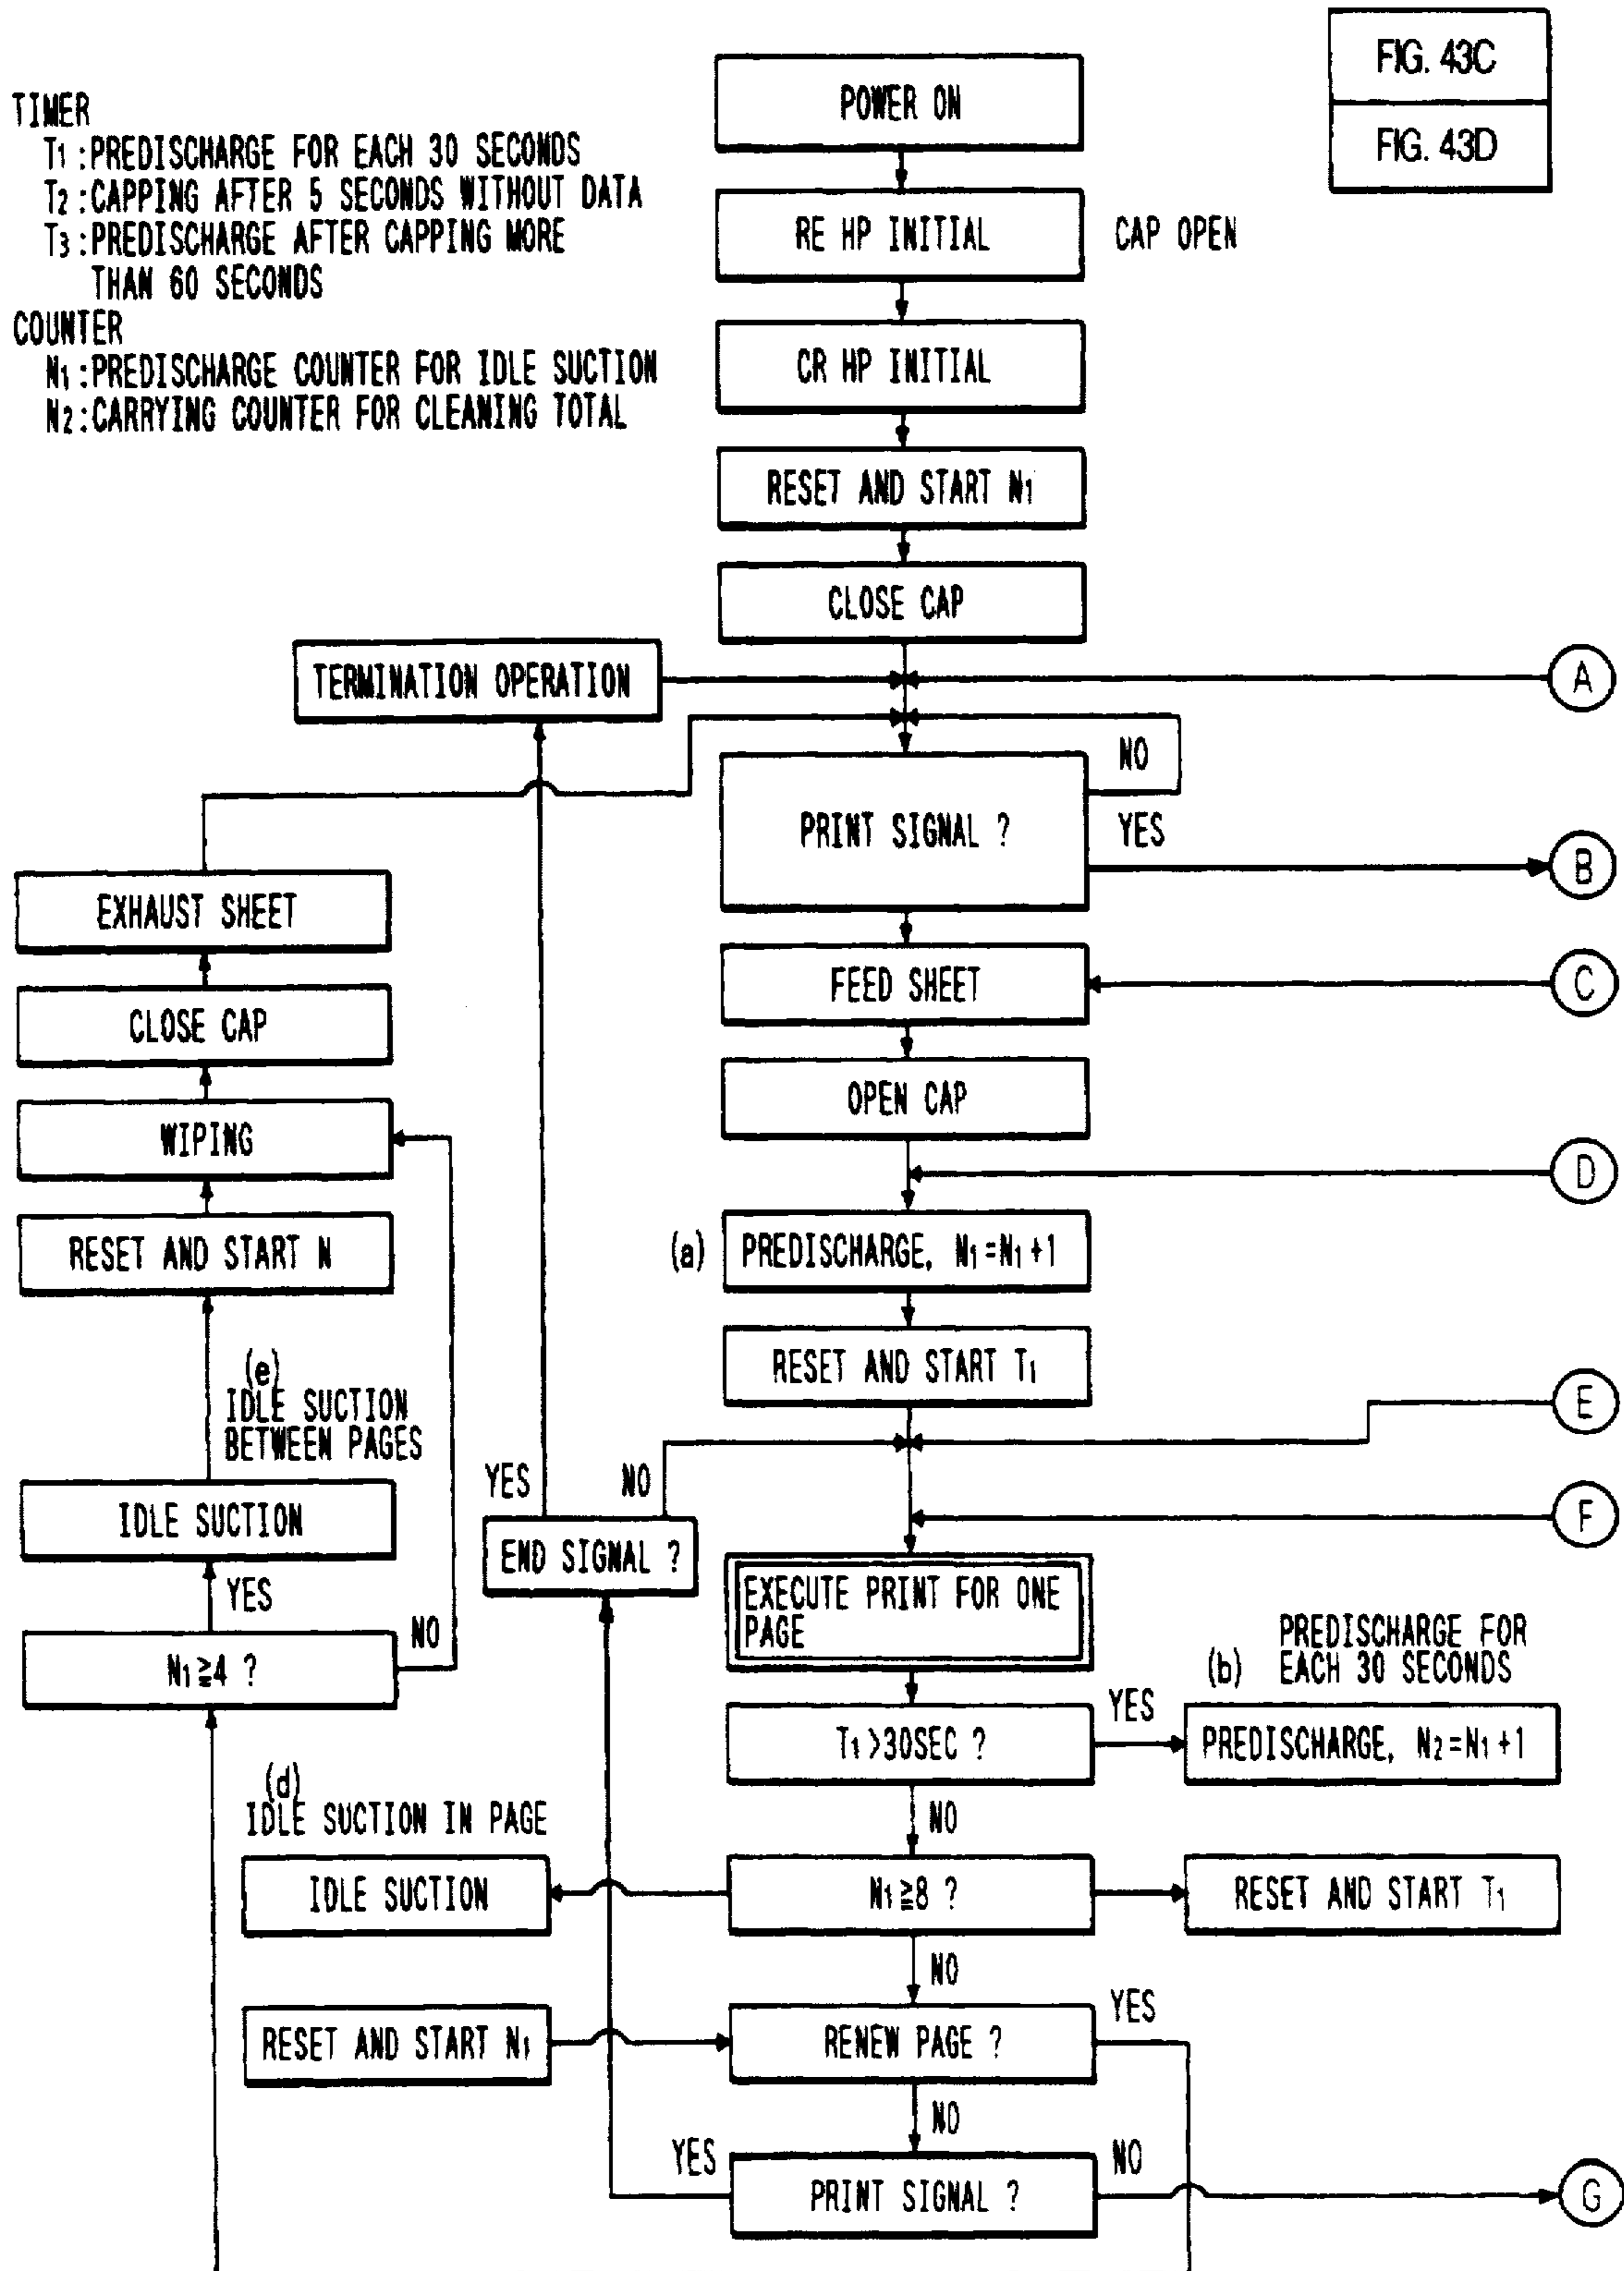 FIG. 43C
FIG. 43D
TIMER
T1 :PREDISCHARGE FOR EACH 30 SECONDS
T2 :CAPPING AFTER 5 SECONDS WITHOUT DATA
T3 :PREDISCHARGE AFTER CAPPING MORE
THAN 60 SECONDS
COUNTER
N1 :PREDISCHARGE COUNTER FOR IDLE SUCTION
N2 :CARRYING COUNTER FOR CLEANING TOTAL
POWER ON
RE HP INITIAL
CAP OPEN
CR HP INITIAL
RESET AND START N1
CLOSE CAP
TERMINATION OPERATION
A
NO
PRINT SIGNAL ?
YES
B
EXHAUST SHEET
FEED SHEET
C
CLOSE CAP
OPEN CAP
WIPING
D
RESET AND START N
(a)
PREDISCHARGE, N1=N1+1
RESET AND START T1
(e)
IDLE SUCTION
BETWEEN PAGES
E
YES
NO
IDLE SUCTION
F
END SIGNAL ?
YES
EXECUTE PRINT FOR ONE
PAGE
NO
N1≧4 ?
(b)
PREDISCHARGE FOR
EACH 30 SECONDS
T1>30SEC ?
YES
PREDISCHARGE, N2=N1+1
(d)
IDLE SUCTION IN PAGE
NO
IDLE SUCTION
N1≧8 ?
RESET AND START T1
NO
RESET AND START N1
RENEW PAGE ?
YES
NO
YES
PRINT SIGNAL ?
NO
G